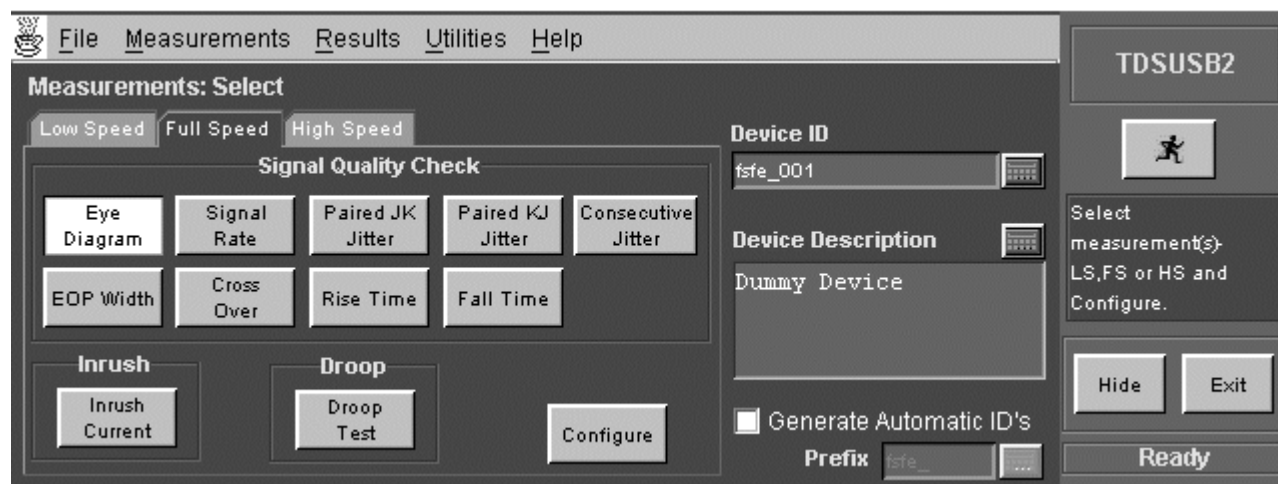 File Measurements Results Utilities Help
TDSUSB2
Measurements: Select
Low Speed Full Speed High Speed
Signal Quality Check
Eye
Diagram
Signal
Rate
Paired JK
Jitter
Paired KJ
Jitter
Consecutive
Jitter
EOP Width
Cross
Over
Rise Time
Fall Time
Inrush
Inrush
Current
Droop
Droop
Test
Configure
Device ID
fsfe_001
Device Description
Dummy Device
Generate Automatic ID's
Prefix fsfe_
Select
measurement(s)-
LS,FS or HS and
Configure.
Hide Exit
Ready